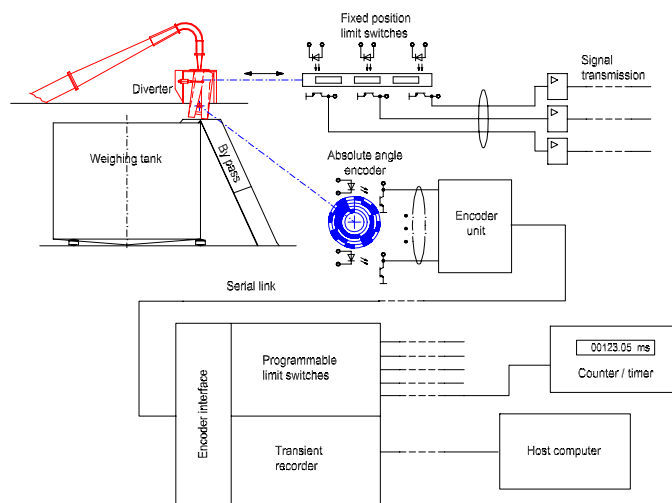 Fixed position
limit switches
Signal
transmission
Diverter
Weighing tank
By pass
Absolute angle
encoder
Encoder
unit
Serial link
Encoder interface
Programmable
limit switches
00123.05 ms
Counter / timer
Transient
racorder
Host computer